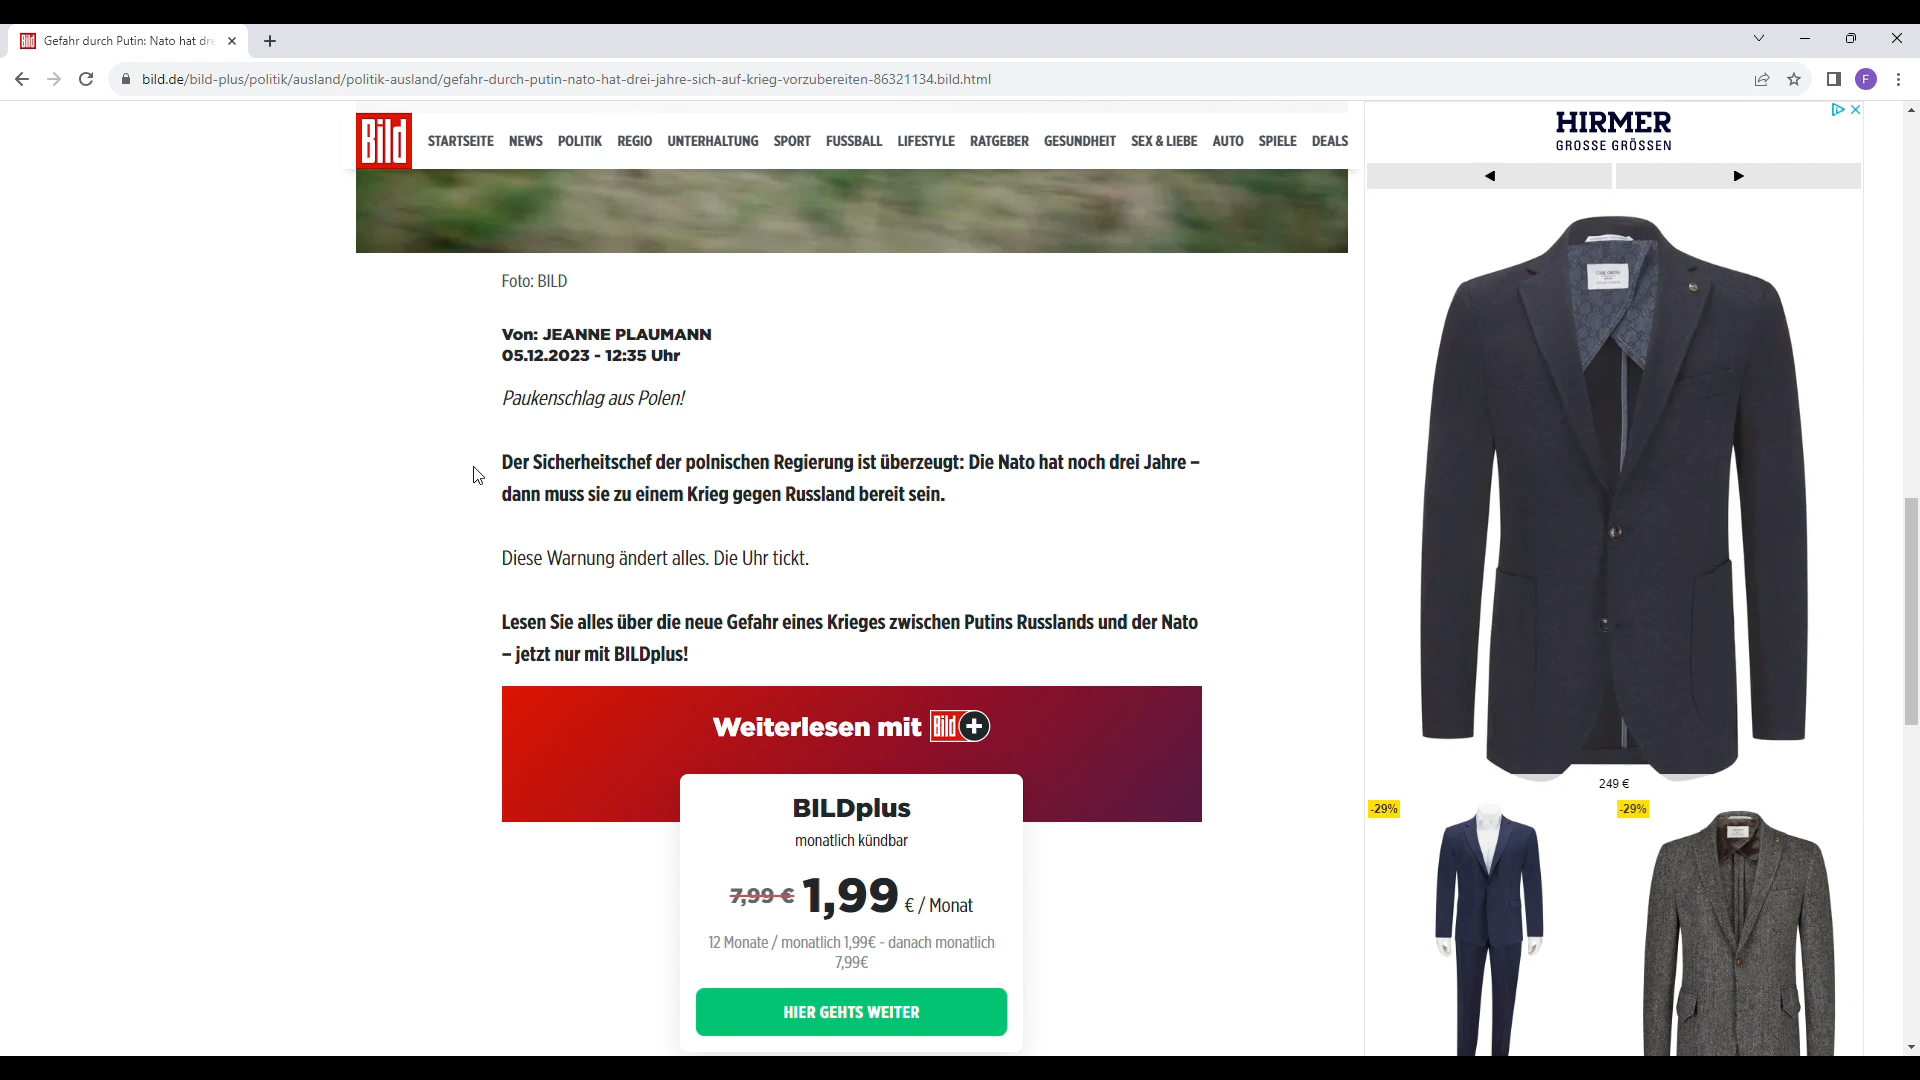 Bild Gefahr durch Putin: Nato hat dre
bild.de/bild-plus/politik/ausland/politik-ausland/gefahr-durch-putin-nato-hat-drei-jahre-sich-auf-krieg-vorzubereiten-86321134.bild.html
F
Bild STARTSEITE NEWS POLITIK REGIO UNTERHALTUNG SPORT FUSSBALL LIFESTYLE RATGEBER GESUNDHEIT SEX & LIEBE AUTO SPIELE DEALS
Foto: BILD
Von: JEANNE PLAUMANN
05.12.2023 - 12:35 Uhr
Paukenschlag aus Polen!
Der Sicherheitschef der polnischen Regierung ist überzeugt: Die Nato hat noch drei Jahre –
dann muss sie zu einem Krieg gegen Russland bereit sein.
Diese Warnung ändert alles. Die Uhr tickt.
Lesen Sie alles über die neue Gefahr eines Krieges zwischen Putins Russlands und der Nato
– jetzt nur mit BILDplus!
Weiterlesen mit Bild +
BILDplus
monatlich kündbar
7,99 € 1,99 € / Monat
12 Monate / monatlich 1,99€ - danach monatlich
7,99€
HIER GEHTS WEITER
HIRMER
GROSSE GRÖSSEN
CARL GROSS
249 €
-29%
-29%